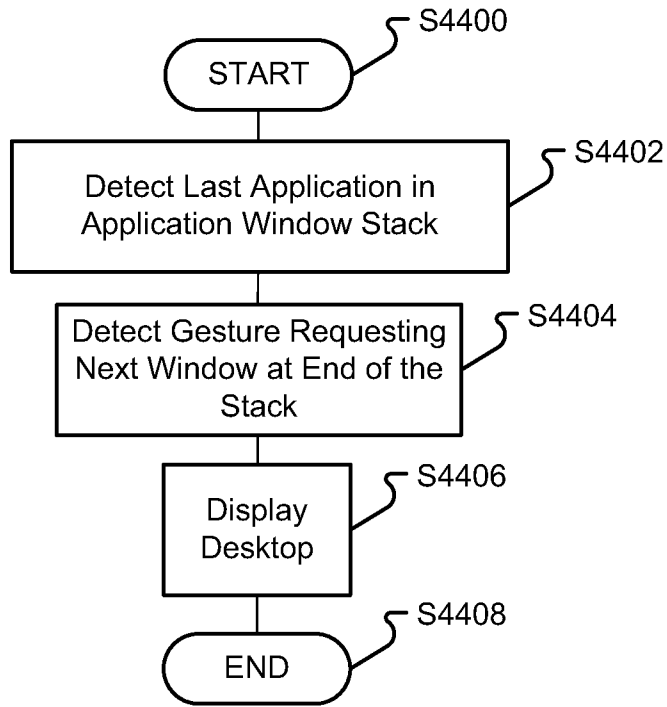 S4400
START
S4402
Detect Last Application in
Application Window Stack
S4404
Detect Gesture Requesting
Next Window at End of the
Stack
S4406
Display
Desktop
S4408
END